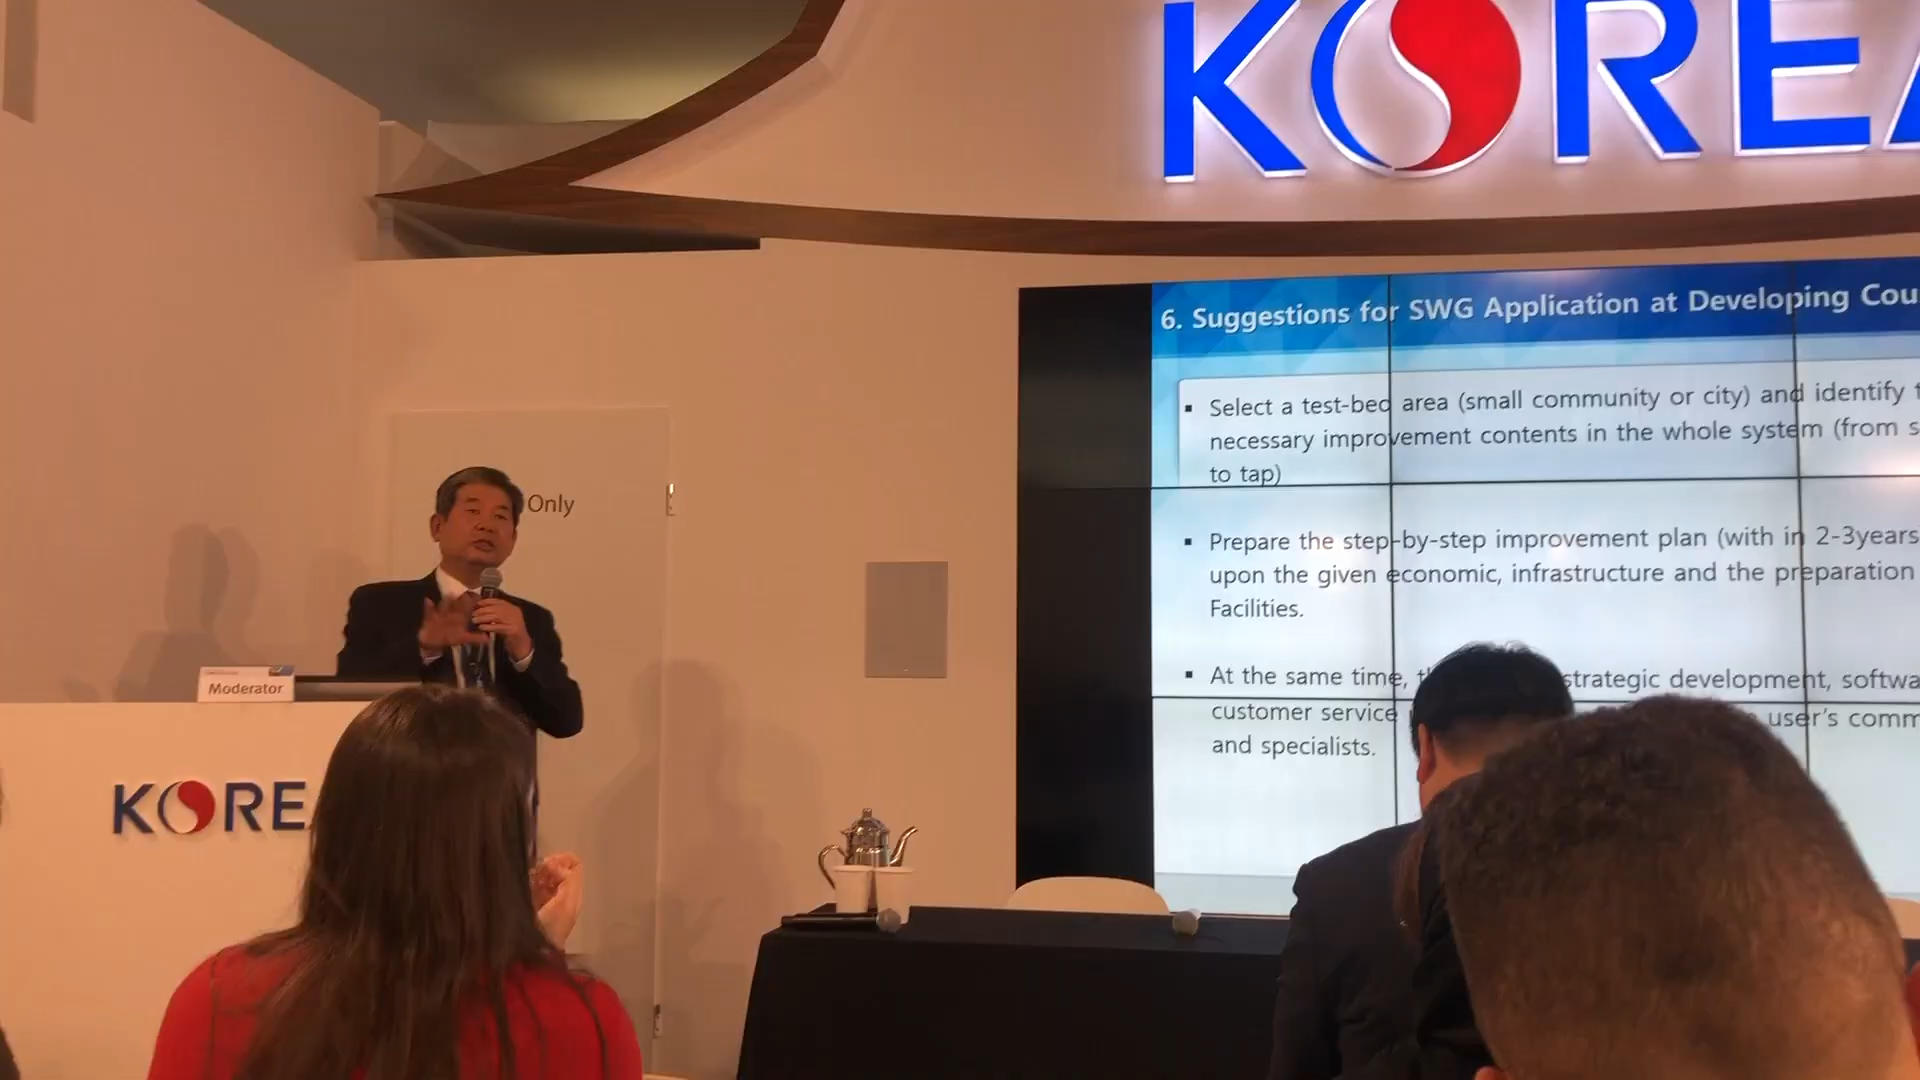 KOREA
6. Suggestions for SWG Application at Developing Cou
▪ Select a test-bed area (small community or city) and identify
necessary improvement contents in the whole system (from s
to tap)
▪ Prepare the step-by-step improvement plan (with in 2-3years
upon the given economic, infrastructure and the preparation
Facilities.
▪ At the same time, strategic development, softwa
customer service user's comm
and specialists.
Only
Moderator
KORE